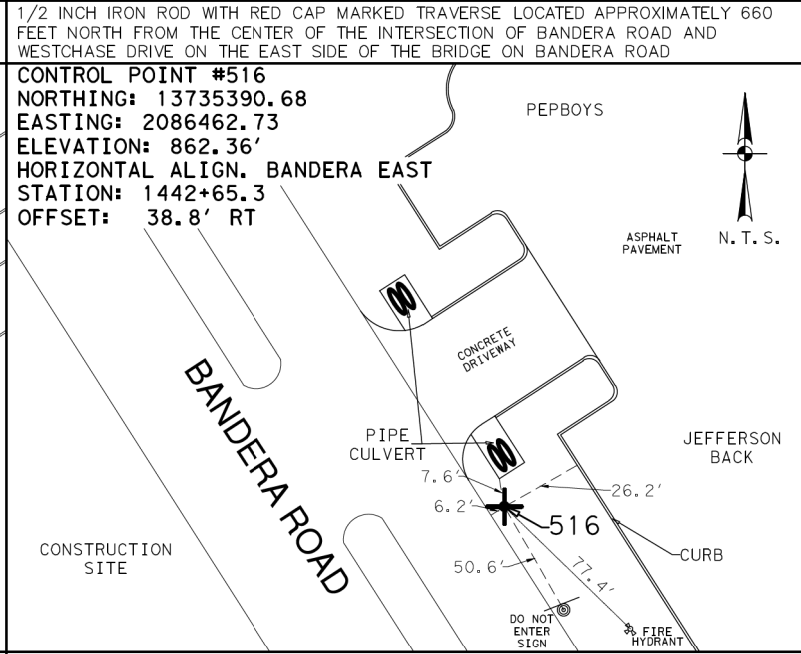 1/2 INCH IRON ROD WITH RED CAP MARKED TRAVERSE LOCATED APPROXIMATELY 660
FEET NORTH FROM THE CENTER OF THE INTERSECTION OF BANDERA ROAD AND
WESTCHASE DRIVE ON THE EAST SIDE OF THE BRIDGE ON BANDERA ROAD
CONTROL POINT #516
NORTHING: 13735390.68
EASTING: 2086462.73
ELEVATION: 862.36'
HORIZONTAL ALIGN. BANDERA EAST
STATION: 1442+65.3
OFFSET: 38.8' RT
PEPBOYS
ASPHALT
PAVEMENT
N.T.S.
CONCRETE
DRIVEWAY
BANDERA ROAD
PIPE
CULVERT
JEFFERSON
BACK
7.6'
26.2'
6.2'
516
CONSTRUCTION
SITE
CURB
50.6'
77.4'
DO NOT
ENTER
SIGN
FIRE
HYDRANT